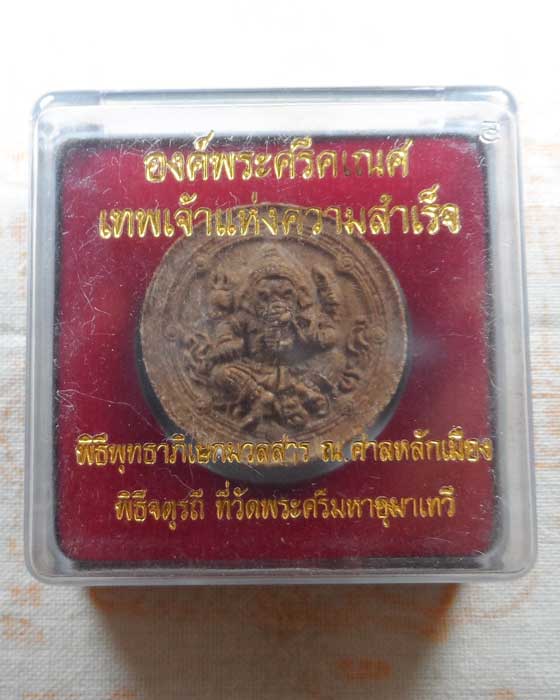 องค์พระศรีคเณศ
เทพเจ้าแห่งความสำเร็จ
พิธีพุทธาภิเษกมวลสาร ณ ศาลหลักเมือง
พิธีจตุรถี ที่วัดพระศรีมหาอุมาเทวี